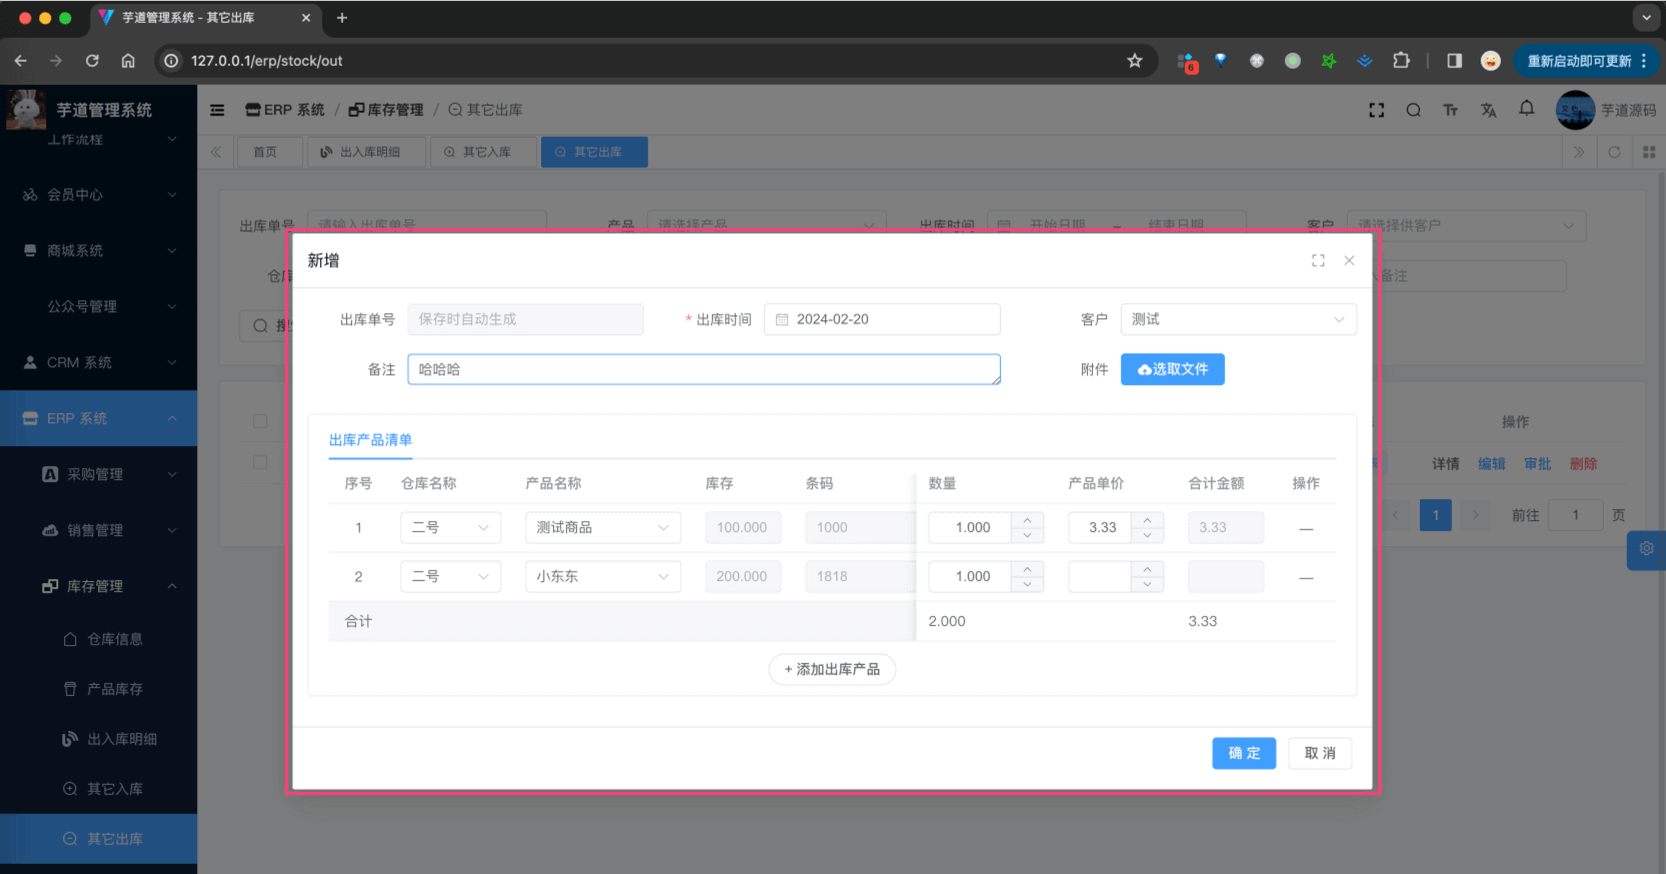 芋道管理系统 - 其它出库
127.0.0.1/erp/stock/out
6
重新启动即可更新
芋道管理系统
ERP 系统 / 库存管理 / 其它出库
芋道源码
首页 出入库明细 其它入库 其它出库
工作流程
会员中心
商城系统
公众号管理
CRM 系统
ERP 系统
采购管理
销售管理
库存管理
仓库信息
产品库存
出入库明细
其它入库
其它出库
出库单号 请输入出库单号 产品 请选择产品 出库时间 开始日期 - 结束日期 客户 请选择供客户
备注
操作
详情 编辑 审批 删除
1 前往 1 页
新增
出库单号 保存时自动生成 * 出库时间 2024-02-20 客户 测试
备注 哈哈哈 附件 选取文件
出库产品清单
序号 仓库名称 产品名称 库存 条码 数量 产品单价 合计金额 操作
1 二号 测试商品 100.000 1000 1.000 3.33 3.33 —
2 二号 小东东 200.000 1818 1.000 —
合计 2.000 3.33
+ 添加出库产品
确 定 取 消